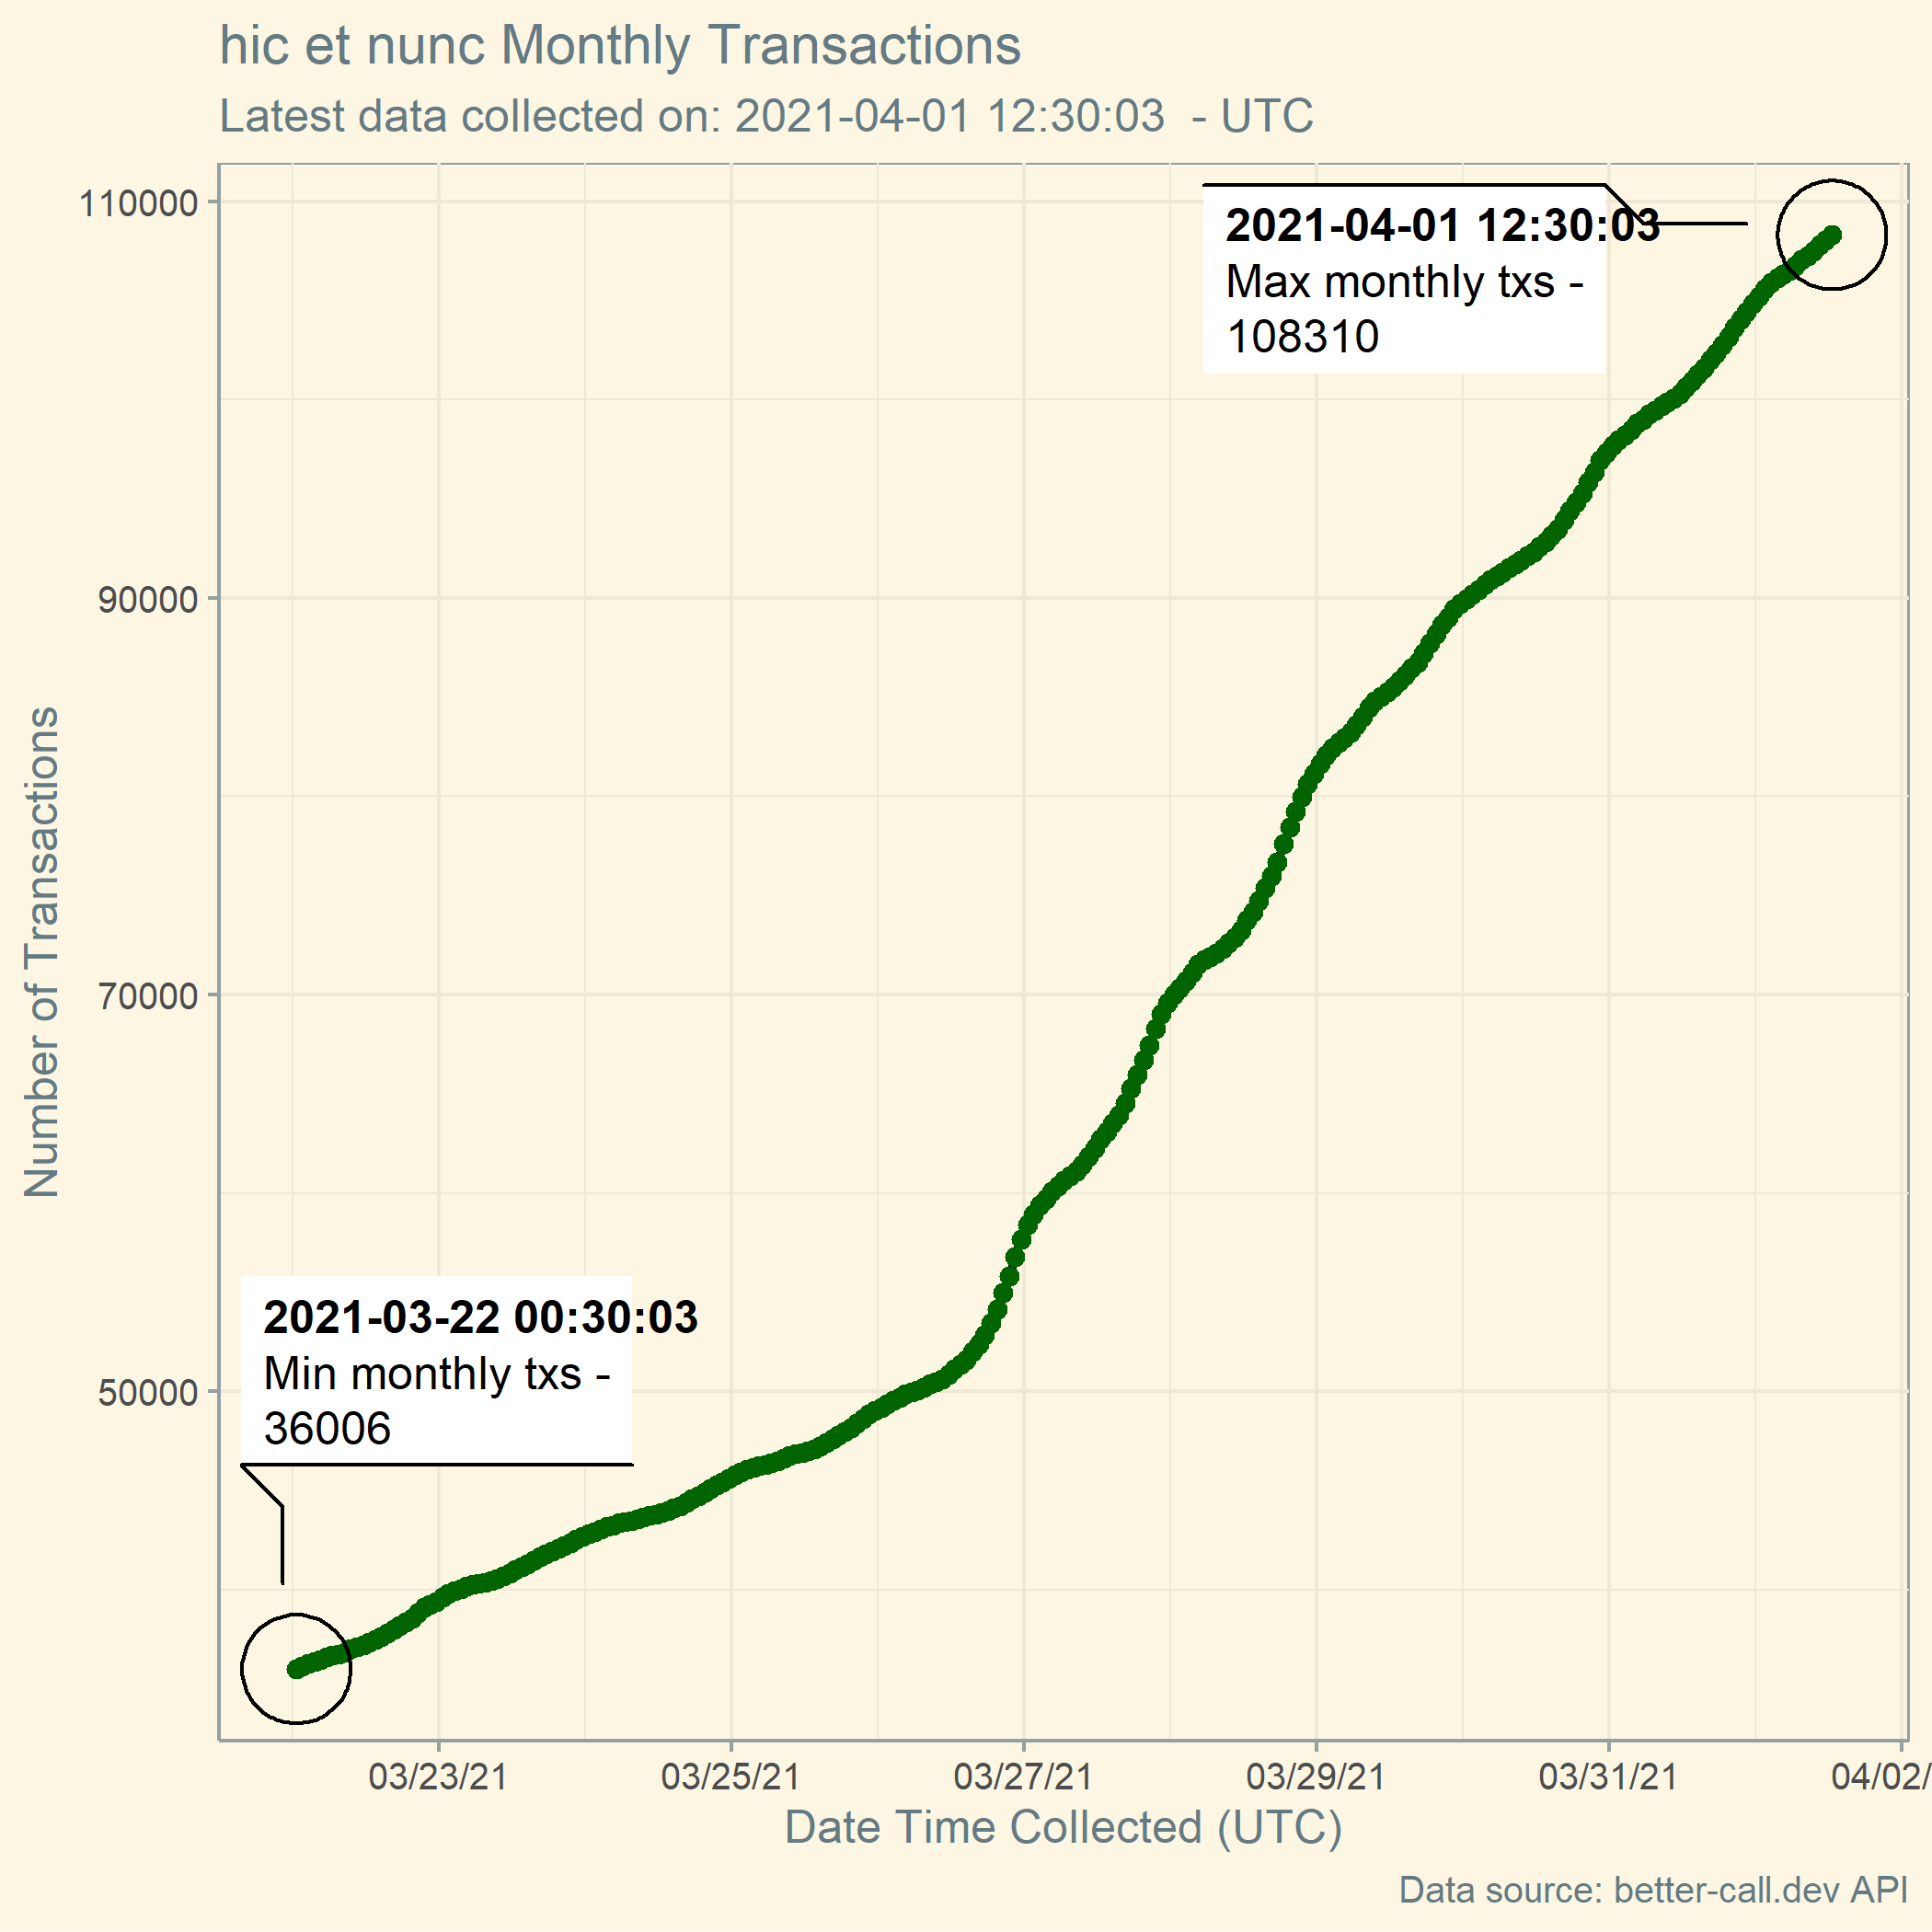 hic et nunc Monthly Transactions
Latest data collected on: 2021-04-01 12:30:03 - UTC
110000
90000
70000
50000
Number of Transactions
2021-04-01 12:30:03
Max monthly txs -
108310
2021-03-22 00:30:03
Min monthly txs -
36006
03/23/21
03/25/21
03/27/21
03/29/21
03/31/21
04/02/
Date Time Collected (UTC)
Data source: better-call.dev API